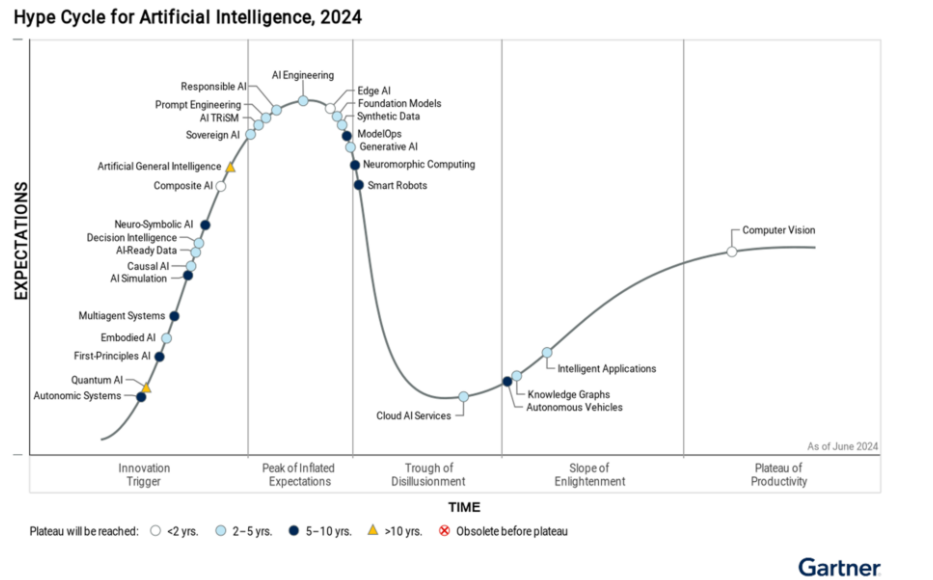 Hype Cycle for Artificial Intelligence, 2024
AI Engineering
Responsible AI
Edge AI
Prompt Engineering
Foundation Models
AI TRiSM
Synthetic Data
Sovereign AI
ModelOps
Generative AI
Artificial General Intelligence
Neuromorphic Computing
Composite AI
Smart Robots
Neuro-Symbolic AI
Computer Vision
Decision Intelligence
AI-Ready Data
Causal AI
AI Simulation
EXPECTATIONS
Multiagent Systems
Embodied AI
First-Principles AI
Intelligent Applications
Quantum AI
Autonomic Systems
Knowledge Graphs
Autonomous Vehicles
Cloud AI Services
As of June 2024
Innovation
Trigger
Peak of Inflated
Expectations
Trough of
Disillusionment
Slope of
Enlightenment
Plateau of
Productivity
TIME
Plateau will be reached: <2 yrs. 2–5 yrs. 5–10 yrs. >10 yrs. Obsolete before plateau
Gartner